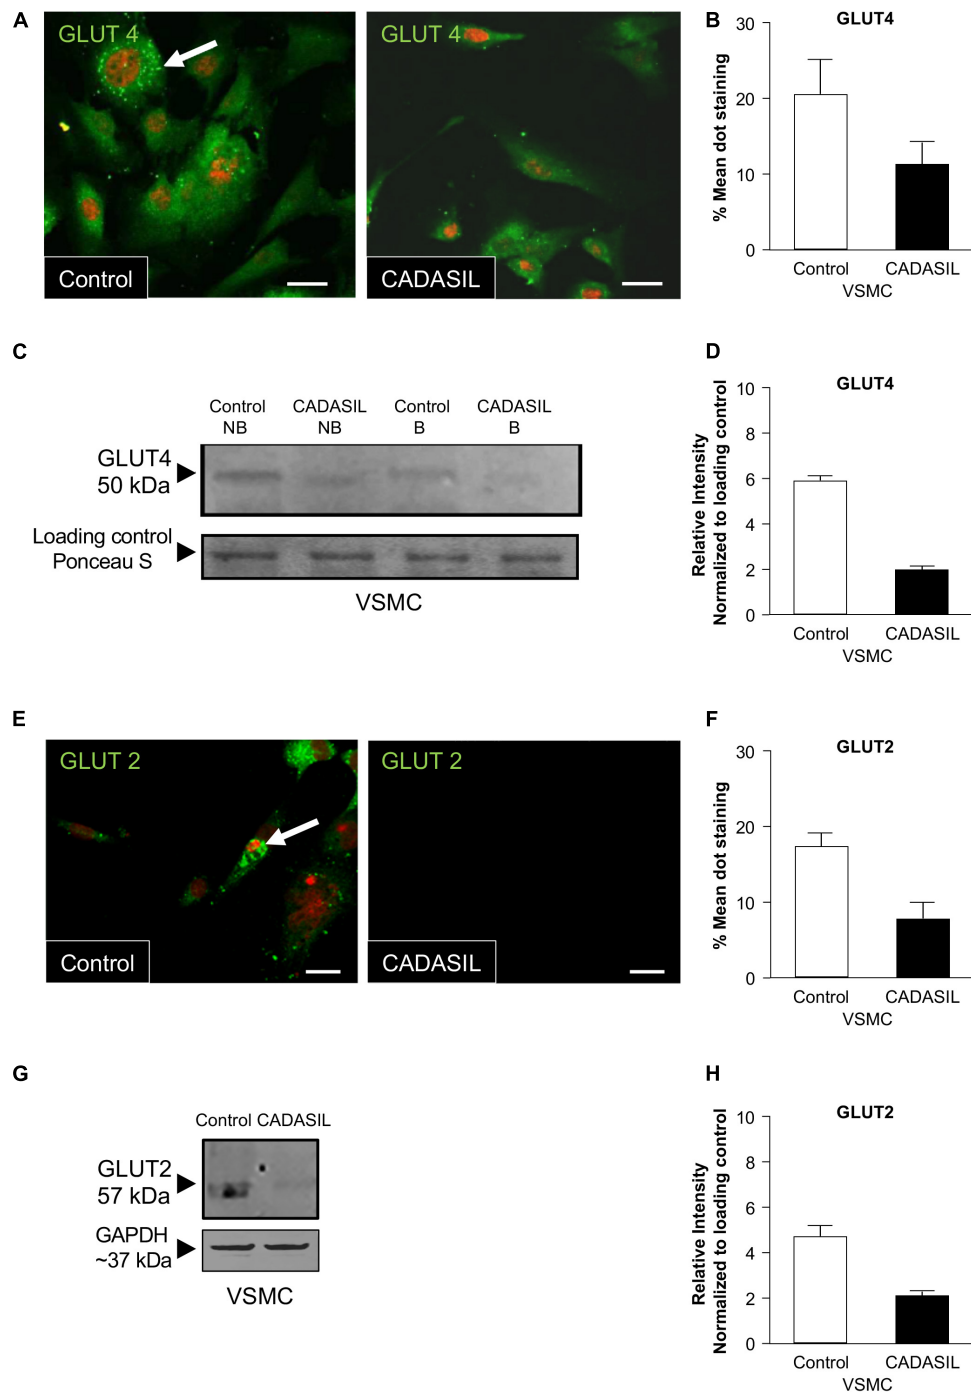 A
GLUT 4
Control
GLUT 4
CADASIL
B
GLUT4
% Mean dot staining
30
20
10
0
Control CADASIL
VSMC
C
Control CADASIL Control CADASIL
NB NB B B
GLUT4
50 kDa
Loading control
Ponceau S
VSMC
D
GLUT4
Relative Intensity
Normalized to loading control
10
8
6
4
2
0
Control CADASIL
VSMC
E
GLUT 2
Control
GLUT 2
CADASIL
F
GLUT2
% Mean dot staining
30
20
10
0
Control CADASIL
VSMC
G
Control CADASIL
GLUT2
57 kDa
GAPDH
~37 kDa
VSMC
H
GLUT2
Relative Intensity
Normalized to loading control
10
8
6
4
2
0
Control CADASIL
VSMC